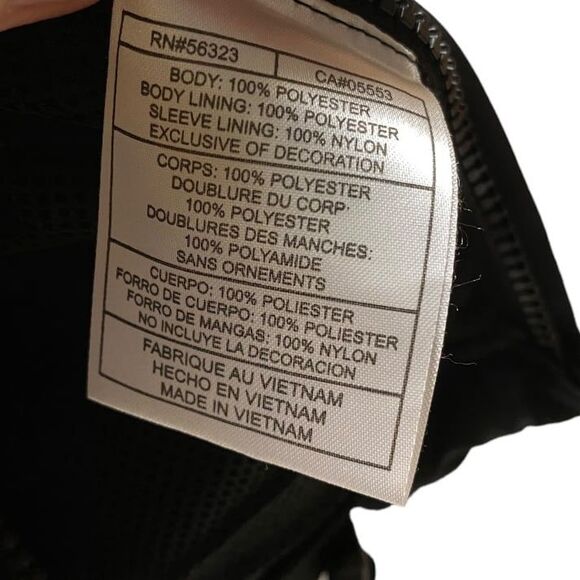 RN#56323
CA#05553
BODY: 100% POLYESTER
BODY LINING: 100% POLYESTER
SLEEVE LINING: 100% NYLON
EXCLUSIVE OF DECORATION
CORPS: 100% POLYESTER
DOUBLURE DU CORP:
100% POLYESTER
DOUBLURES DES MANCHES:
100% POLYAMIDE
SANS ORNEMENTS
CUERPO: 100% POLIESTER
FORRO DE CUERPO: 100% POLIESTER
FORRO DE MANGAS: 100% NYLON
NO INCLUYE LA DECORACION
FABRIQUE AU VIETNAM
HECHO EN VIETNAM
MADE IN VIETNAM